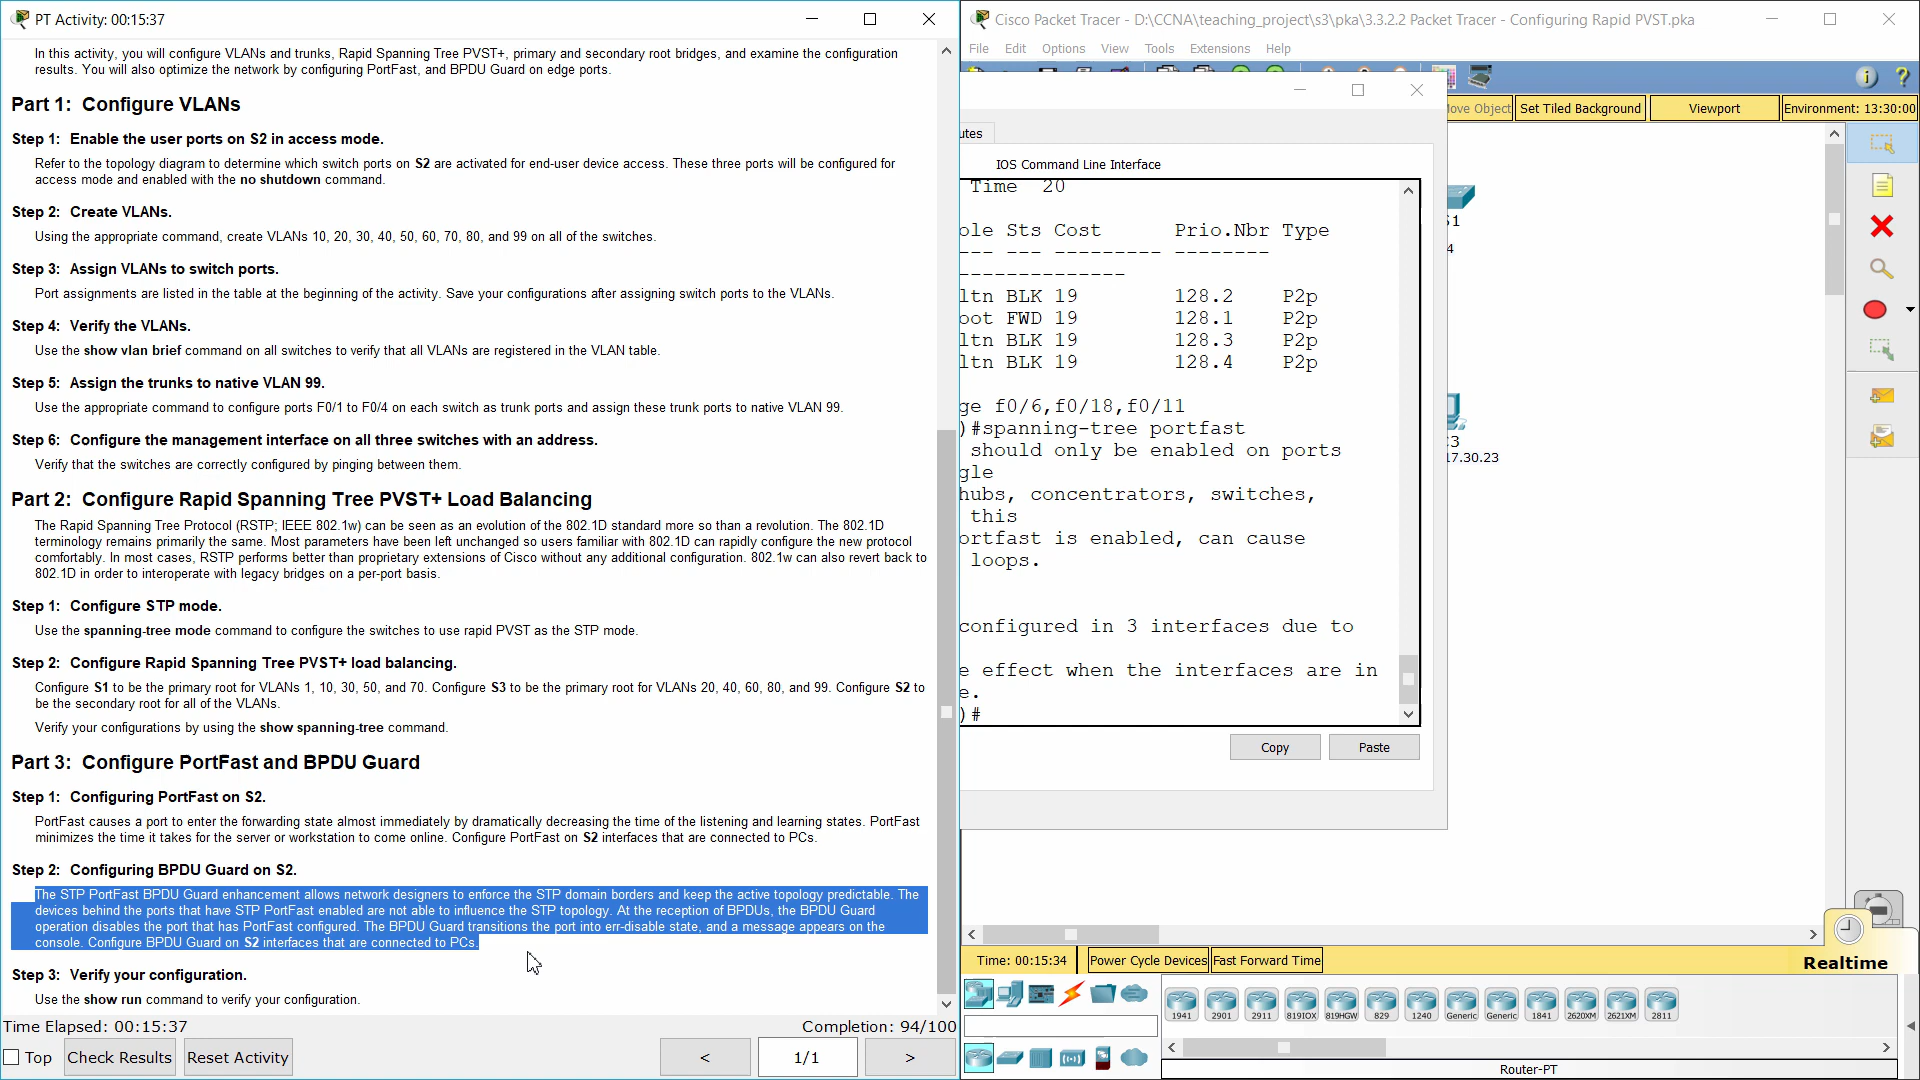 PT Activity: 00:15:37
In this activity, you will configure VLANs and trunks, Rapid Spanning Tree PVST+, primary and secondary root bridges, and examine the configuration
results. You will also optimize the network by configuring PortFast, and BPDU Guard on edge ports.
Part 1: Configure VLANs
Step 1: Enable the user ports on S2 in access mode.
Refer to the topology diagram to determine which switch ports on S2 are activated for end-user device access. These three ports will be configured for
access mode and enabled with the no shutdown command.
Step 2: Create VLANs.
Using the appropriate command, create VLANs 10, 20, 30, 40, 50, 60, 70, 80, and 99 on all of the switches.
Step 3: Assign VLANs to switch ports.
Port assignments are listed in the table at the beginning of the activity. Save your configurations after assigning switch ports to the VLANs.
Step 4: Verify the VLANs.
Use the show vlan brief command on all switches to verify that all VLANs are registered in the VLAN table.
Step 5: Assign the trunks to native VLAN 99.
Use the appropriate command to configure ports F0/1 to F0/4 on each switch as trunk ports and assign these trunk ports to native VLAN 99.
Step 6: Configure the management interface on all three switches with an address.
Verify that the switches are correctly configured by pinging between them.
Part 2: Configure Rapid Spanning Tree PVST+ Load Balancing
The Rapid Spanning Tree Protocol (RSTP; IEEE 802.1w) can be seen as an evolution of the 802.1D standard more so than a revolution. The 802.1D
terminology remains primarily the same. Most parameters have been left unchanged so users familiar with 802.1D can rapidly configure the new protocol
comfortably. In most cases, RSTP performs better than proprietary extensions of Cisco without any additional configuration. 802.1w can also revert back to
802.1D in order to interoperate with legacy bridges on a per-port basis.
Step 1: Configure STP mode.
Use the spanning-tree mode command to configure the switches to use rapid PVST as the STP mode.
Step 2: Configure Rapid Spanning Tree PVST+ load balancing.
Configure S1 to be the primary root for VLANs 1, 10, 30, 50, and 70. Configure S3 to be the primary root for VLANs 20, 40, 60, 80, and 99. Configure S2 to
be the secondary root for all of the VLANs.
Verify your configurations by using the show spanning-tree command.
Part 3: Configure PortFast and BPDU Guard
Step 1: Configuring PortFast on S2.
PortFast causes a port to enter the forwarding state almost immediately by dramatically decreasing the time of the listening and learning states. PortFast
minimizes the time it takes for the server or workstation to come online. Configure PortFast on S2 interfaces that are connected to PCs.
Step 2: Configuring BPDU Guard on S2.
The STP PortFast BPDU Guard enhancement allows network designers to enforce the STP domain borders and keep the active topology predictable. The
devices behind the ports that have STP PortFast enabled are not able to influence the STP topology. At the reception of BPDUs, the BPDU Guard
operation disables the port that has PortFast configured. The BPDU Guard transitions the port into err-disable state, and a message appears on the
console. Configure BPDU Guard on S2 interfaces that are connected to PCs.
Step 3: Verify your configuration.
Use the show run command to verify your configuration.
Time Elapsed: 00:15:37
Completion: 94/100
Top
Check Results
Reset Activity
<
1/1
>
Cisco Packet Tracer - D:\CCNA\teaching_project\s3\pka\3.3.2.2 Packet Tracer - Configuring Rapid PVST.pka
File Edit Options View Tools Extensions Help
Move Object
Set Tiled Background
Viewport
Environment: 13:30:00
utes
IOS Command Line Interface
Time 20
ole Sts Cost Prio.Nbr Type
--- --- --------- --------
--------------
ltn BLK 19 128.2 P2p
oot FWD 19 128.1 P2p
ltn BLK 19 128.3 P2p
ltn BLK 19 128.4 P2p
ge f0/6,f0/18,f0/11
)#spanning-tree portfast
should only be enabled on ports
gle
hubs, concentrators, switches,
this
ortfast is enabled, can cause
loops.
configured in 3 interfaces due to
e effect when the interfaces are in
e.
)#
Copy
Paste
S1
4
C3
17.30.23
Time: 00:15:34
Power Cycle Devices
Fast Forward Time
Realtime
1941
2901
2911
819IOX
819HGW
829
1240
Generic
Generic
1841
2620XM
2621XM
2811
Router-PT